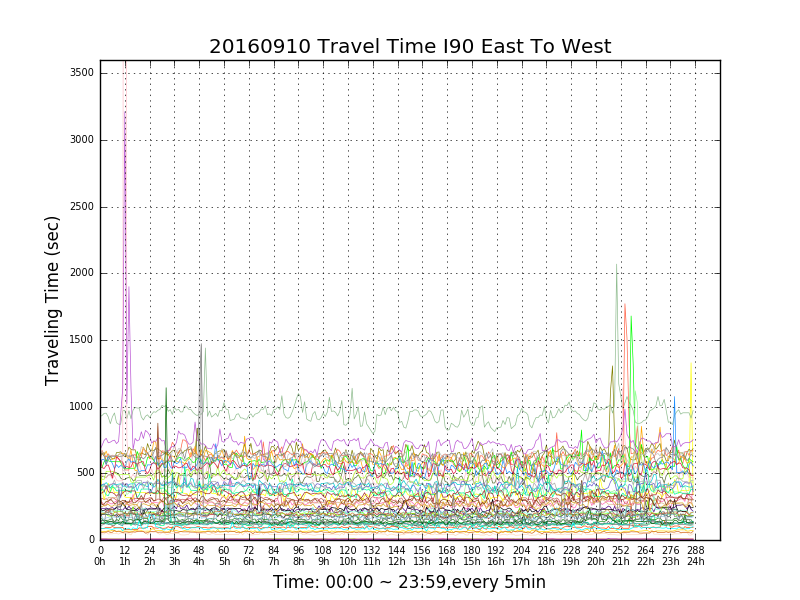 20160910 Travel Time I90 East To West
3500
3000
2500
2000
1500
1000
500
0
Traveling Time (sec)
0 12 24 36 48 60 72 84 96 108 120 132 144 156 168 180 192 204 216 228 240 252 264 276 288
0h 1h 2h 3h 4h 5h 6h 7h 8h 9h 10h 11h 12h 13h 14h 15h 16h 17h 18h 19h 20h 21h 22h 23h 24h
Time: 00:00 ~ 23:59,every 5min